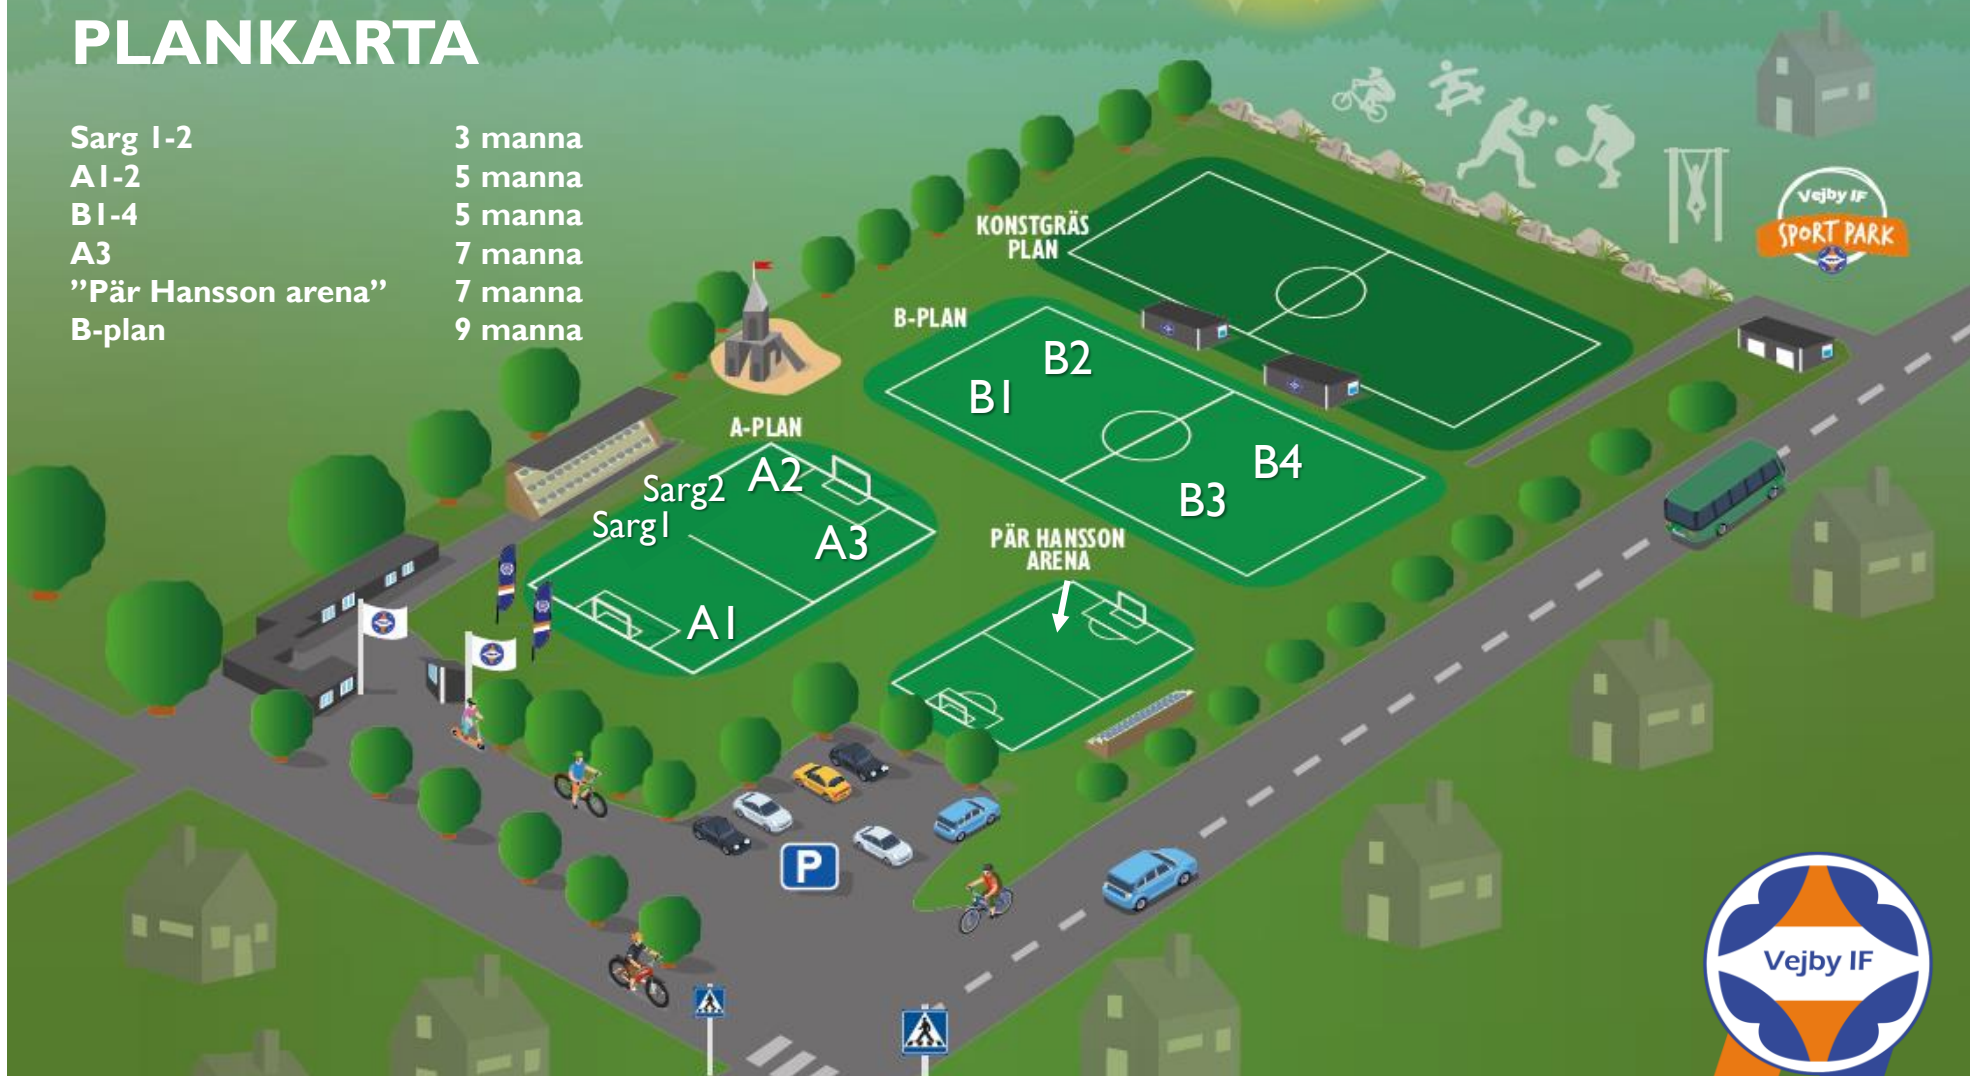 PLANKARTA
Sarg 1-2 3 manna
A1-2 5 manna
B1-4 5 manna
A3 7 manna
”Pär Hansson arena” 7 manna
B-plan 9 manna
Vejby IF
SPORT PARK
KONSTGRÄS
PLAN
B-PLAN
B2
B1
B4
B3
A-PLAN
A2
Sarg2
Sarg1
A3
A1
PÄR HANSSON
ARENA
P
Vejby IF